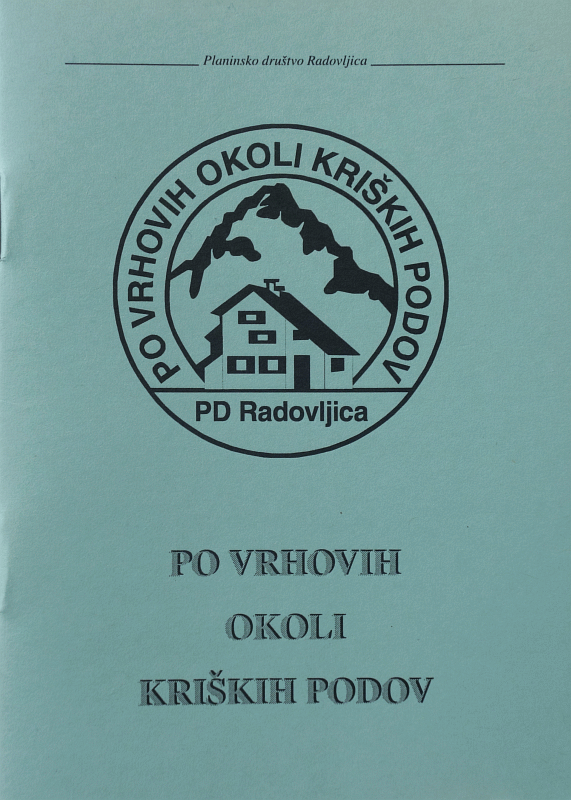 Planinsko društvo Radovljica
PO VRHOVIH OKOLI KRIŠKIH PODOV
PD Radovljica
PO VRHOVIH
OKOLI
KRIŠKIH PODOV